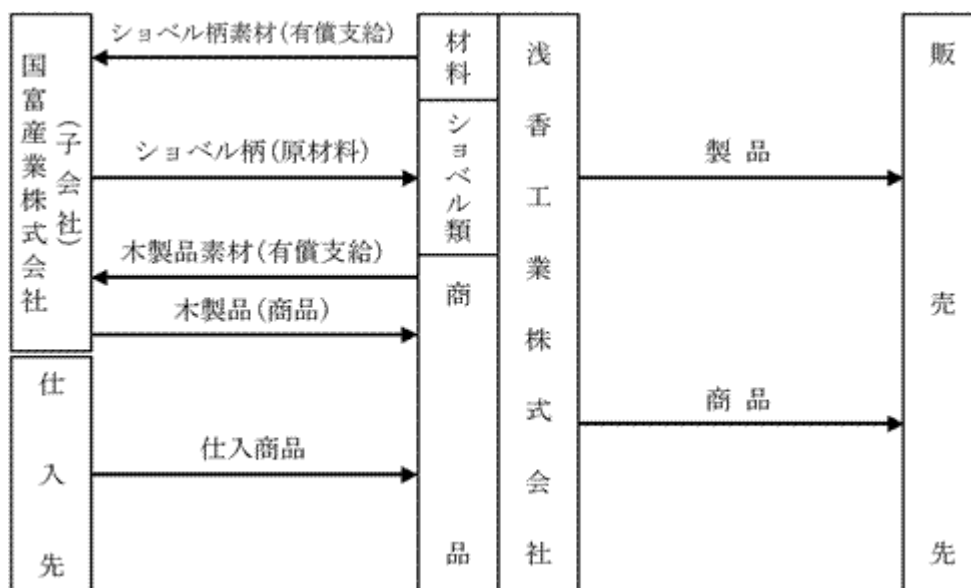 国富産業株式会社
(子会社)
仕入先
ショベル柄素材(有償支給)
ショベル柄(原材料)
木製品素材(有償支給)
木製品(商品)
仕入商品
材料
ショベル類
商品
浅香工業株式会社
製品
商品
販売先